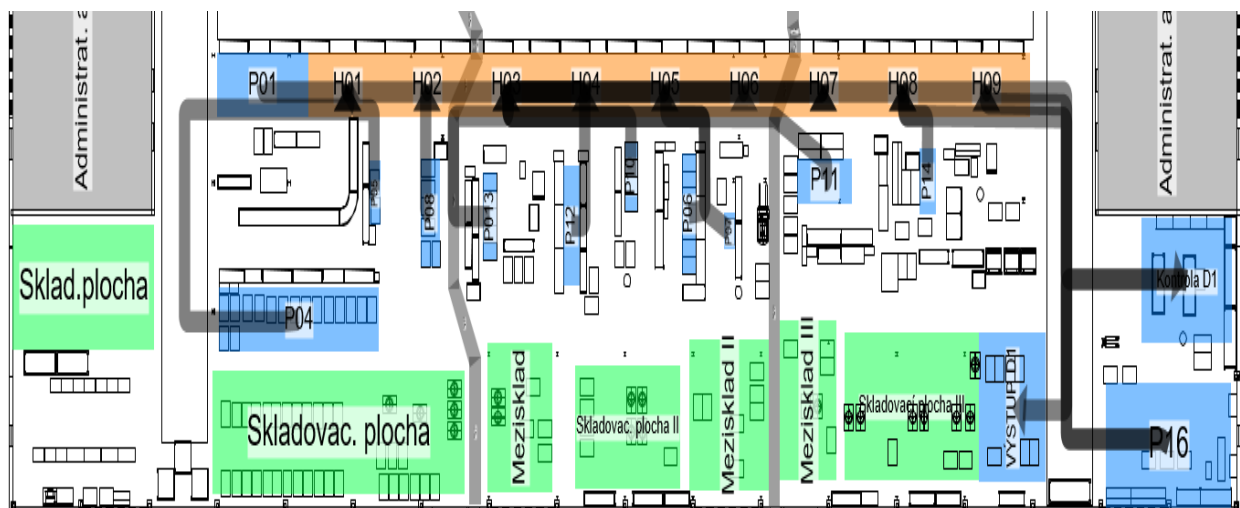 Administrat. a
Administrat. a
P01
H01
H02
H03
H04
H05
H06
H07
H08
H09
P08
P013
P12
P10
P06
P07
P11
P14
Sklad.plocha
P04
Kontrola D1
Skladovac. plocha
Mezisklad
Skladovac. plocha II
Mezisklad II
Mezisklad III
Skladovací plocha III
VÝSTUP D1
P16